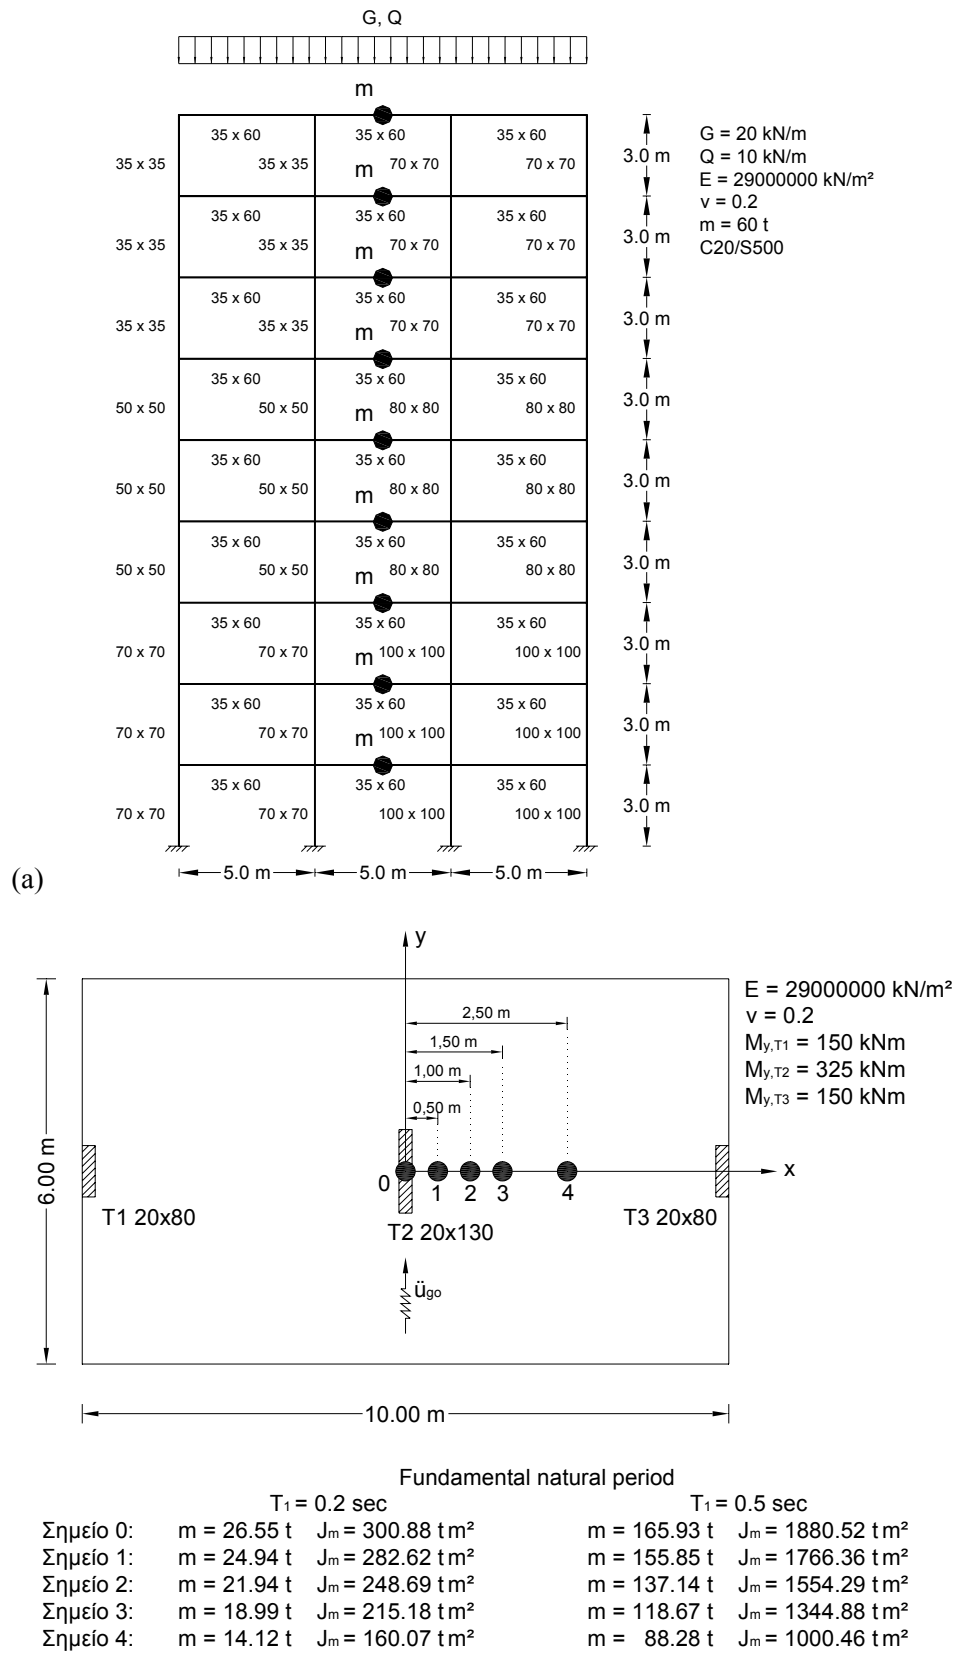 G, Q
m
35 x 60 35 x 60 35 x 60
35 x 35 35 x 35 m 70 x 70 70 x 70 3.0 m
35 x 60 35 x 60 35 x 60
35 x 35 35 x 35 m 70 x 70 70 x 70 3.0 m
35 x 60 35 x 60 35 x 60
35 x 35 35 x 35 m 70 x 70 70 x 70 3.0 m
35 x 60 35 x 60 35 x 60
50 x 50 50 x 50 m 80 x 80 80 x 80 3.0 m
35 x 60 35 x 60 35 x 60
50 x 50 50 x 50 m 80 x 80 80 x 80 3.0 m
35 x 60 35 x 60 35 x 60
50 x 50 50 x 50 m 80 x 80 80 x 80 3.0 m
35 x 60 35 x 60 35 x 60
70 x 70 70 x 70 m 100 x 100 100 x 100 3.0 m
35 x 60 35 x 60 35 x 60
70 x 70 70 x 70 m 100 x 100 100 x 100 3.0 m
35 x 60 35 x 60 35 x 60
70 x 70 70 x 70 100 x 100 100 x 100 3.0 m
G = 20 kN/m
Q = 10 kN/m
E = 29000000 kN/m²
v = 0.2
m = 60 t
C20/S500
5.0 m 5.0 m 5.0 m
(a)
y
2,50 m
1,50 m
1,00 m
0,50 m
E = 29000000 kN/m²
v = 0.2
My,T1 = 150 kNm
My,T2 = 325 kNm
My,T3 = 150 kNm
6.00 m
x
0 1 2 3 4
T1 20x80 T2 20x130 T3 20x80
ügo
10.00 m
Fundamental natural period
T1 = 0.2 sec T1 = 0.5 sec
Σημείο 0: m = 26.55 t Jm = 300.88 t m² m = 165.93 t Jm = 1880.52 t m²
Σημείο 1: m = 24.94 t Jm = 282.62 t m² m = 155.85 t Jm = 1766.36 t m²
Σημείο 2: m = 21.94 t Jm = 248.69 t m² m = 137.14 t Jm = 1554.29 t m²
Σημείο 3: m = 18.99 t Jm = 215.18 t m² m = 118.67 t Jm = 1344.88 t m²
Σημείο 4: m = 14.12 t Jm = 160.07 t m² m = 88.28 t Jm = 1000.46 t m²